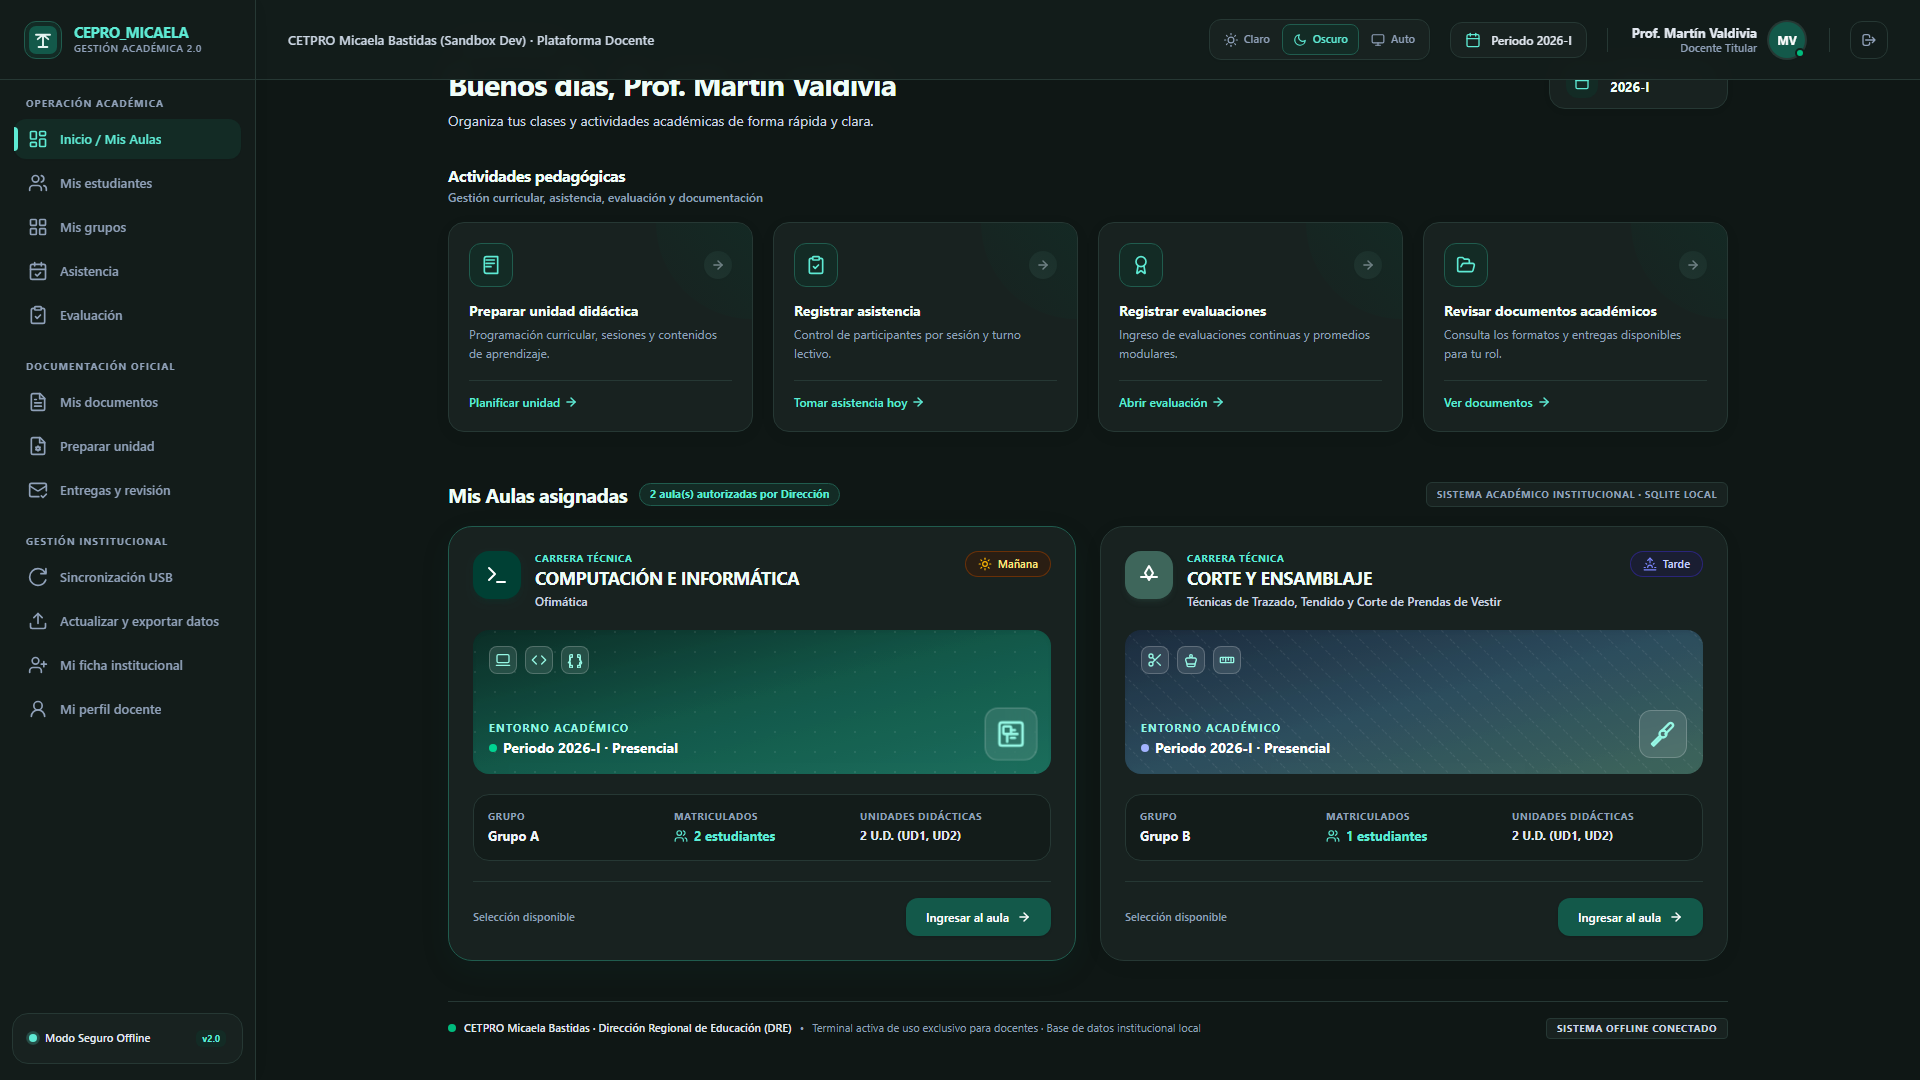 CEPRO_MICAELA
GESTIÓN ACADÉMICA 2.0
CETPRO Micaela Bastidas (Sandbox Dev) · Plataforma Docente
Claro
Oscuro
Auto
Periodo 2026-I
Prof. Martín Valdivia
Docente Titular
MV
OPERACIÓN ACADÉMICA
Inicio / Mis Aulas
Mis estudiantes
Mis grupos
Asistencia
Evaluación
DOCUMENTACIÓN OFICIAL
Mis documentos
Preparar unidad
Entregas y revisión
GESTIÓN INSTITUCIONAL
Sincronización USB
Actualizar y exportar datos
Mi ficha institucional
Mi perfil docente
Modo Seguro Offline
v2.0
Buenos días, Prof. Martín Valdivia
Organiza tus clases y actividades académicas de forma rápida y clara.
2026-I
Actividades pedagógicas
Gestión curricular, asistencia, evaluación y documentación
Preparar unidad didáctica
Programación curricular, sesiones y contenidos
de aprendizaje.
Planificar unidad
Registrar asistencia
Control de participantes por sesión y turno
lectivo.
Tomar asistencia hoy
Registrar evaluaciones
Ingreso de evaluaciones continuas y promedios
modulares.
Abrir evaluación
Revisar documentos académicos
Consulta los formatos y entregas disponibles
para tu rol.
Ver documentos
Mis Aulas asignadas
2 aula(s) autorizadas por Dirección
SISTEMA ACADÉMICO INSTITUCIONAL · SQLITE LOCAL
CARRERA TÉCNICA
COMPUTACIÓN E INFORMÁTICA
Ofimática
Mañana
ENTORNO ACADÉMICO
Periodo 2026-I · Presencial
GRUPO
Grupo A
MATRICULADOS
2 estudiantes
UNIDADES DIDÁCTICAS
2 U.D. (UD1, UD2)
Selección disponible
Ingresar al aula
CARRERA TÉCNICA
CORTE Y ENSAMBLAJE
Técnicas de Trazado, Tendido y Corte de Prendas de Vestir
Tarde
ENTORNO ACADÉMICO
Periodo 2026-I · Presencial
GRUPO
Grupo B
MATRICULADOS
1 estudiantes
UNIDADES DIDÁCTICAS
2 U.D. (UD1, UD2)
Selección disponible
Ingresar al aula
CETPRO Micaela Bastidas · Dirección Regional de Educación (DRE) • Terminal activa de uso exclusivo para docentes · Base de datos institucional local
SISTEMA OFFLINE CONECTADO